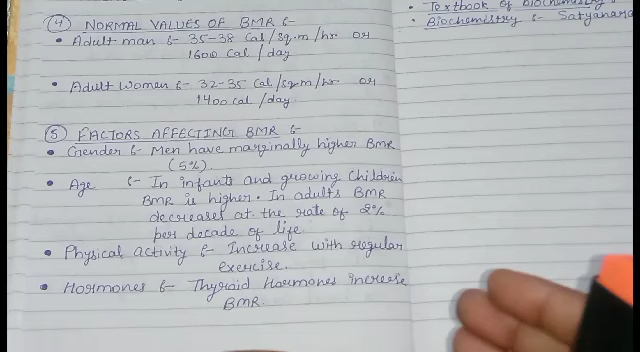 ④ NORMAL VALUES OF BMR :-
• Adult man :- 35-38 Cal/sq.m/hr or
1600 Cal/day
• Adult Women :- 32-35 Cal/sq.m/hr or
1400 cal/day
⑤ FACTORS AFFECTING BMR :-
• Gender :- Men have marginally higher BMR
(5%).
• Age :- In infants and growing children
BMR is higher. In adults BMR
decreases at the rate of 2%
per decade of life
• Physical activity :- Increase with regular
exercise.
• Hormones :- Thyroid Hormones increase
BMR.
• Textbook of biochemistry
• Biochemistry :- Satyanara